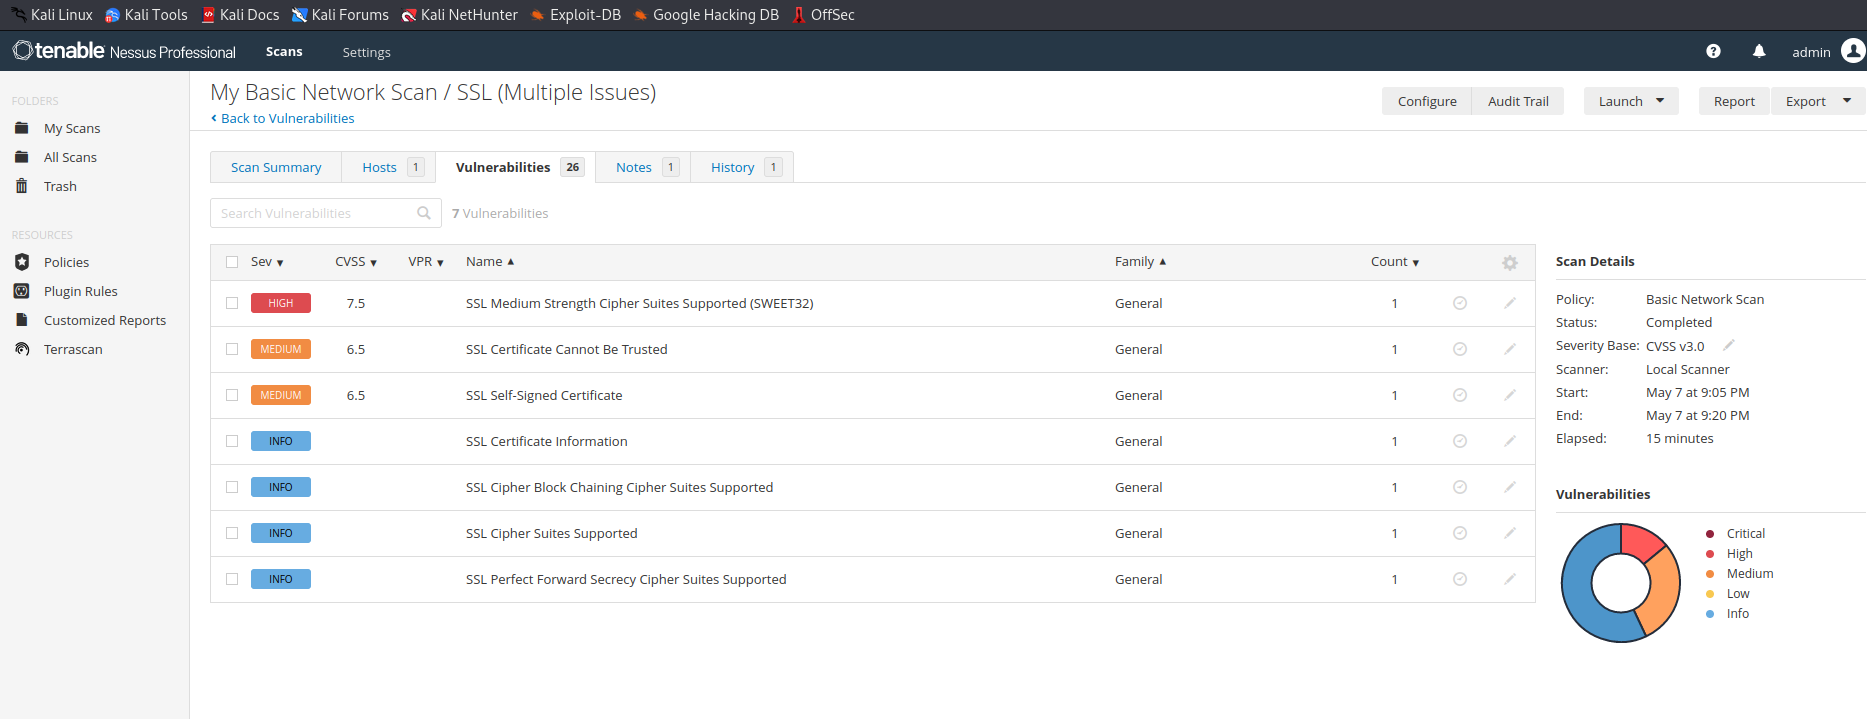 Kali Linux Kali Tools Kali Docs Kali Forums Kali NetHunter Exploit-DB Google Hacking DB OffSec
tenable Nessus Professional Scans Settings admin
FOLDERS
My Scans
All Scans
Trash
RESOURCES
Policies
Plugin Rules
Customized Reports
Terrascan
My Basic Network Scan / SSL (Multiple Issues)
Back to Vulnerabilities
Configure Audit Trail Launch Report Export
Scan Summary Hosts 1 Vulnerabilities 26 Notes 1 History 1
Search Vulnerabilities 7 Vulnerabilities
Sev CVSS VPR Name Family Count
HIGH 7.5 SSL Medium Strength Cipher Suites Supported (SWEET32) General 1
MEDIUM 6.5 SSL Certificate Cannot Be Trusted General 1
MEDIUM 6.5 SSL Self-Signed Certificate General 1
INFO SSL Certificate Information General 1
INFO SSL Cipher Block Chaining Cipher Suites Supported General 1
INFO SSL Cipher Suites Supported General 1
INFO SSL Perfect Forward Secrecy Cipher Suites Supported General 1
Scan Details
Policy: Basic Network Scan
Status: Completed
Severity Base: CVSS v3.0
Scanner: Local Scanner
Start: May 7 at 9:05 PM
End: May 7 at 9:20 PM
Elapsed: 15 minutes
Vulnerabilities
Critical
High
Medium
Low
Info